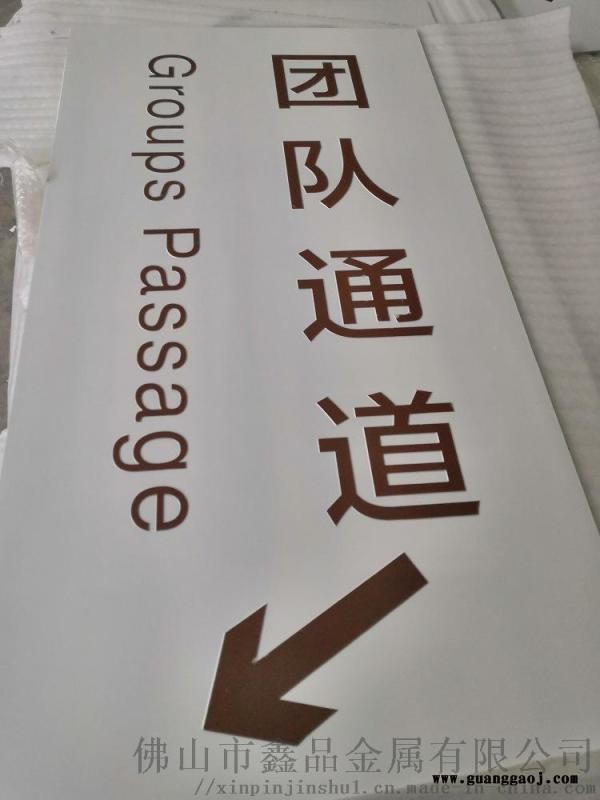 团队通道
Groups Passage
佛山市鑫品金属有限公司
xinpinjinshu1.cn.made-in-china.com
www.guanggaoj.com